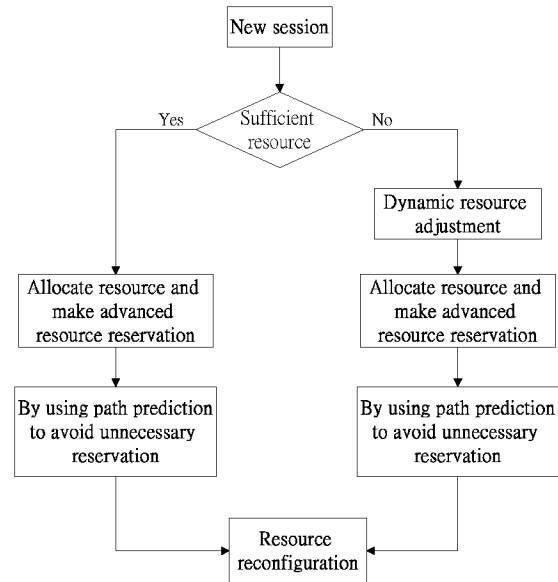 New session
Sufficient
resource
Yes
No
Dynamic resource
adjustment
Allocate resource and
make advanced
resource reservation
Allocate resource and
make advanced
resource reservation
By using path prediction
to avoid unnecessary
reservation
By using path prediction
to avoid unnecessary
reservation
Resource
reconfiguration